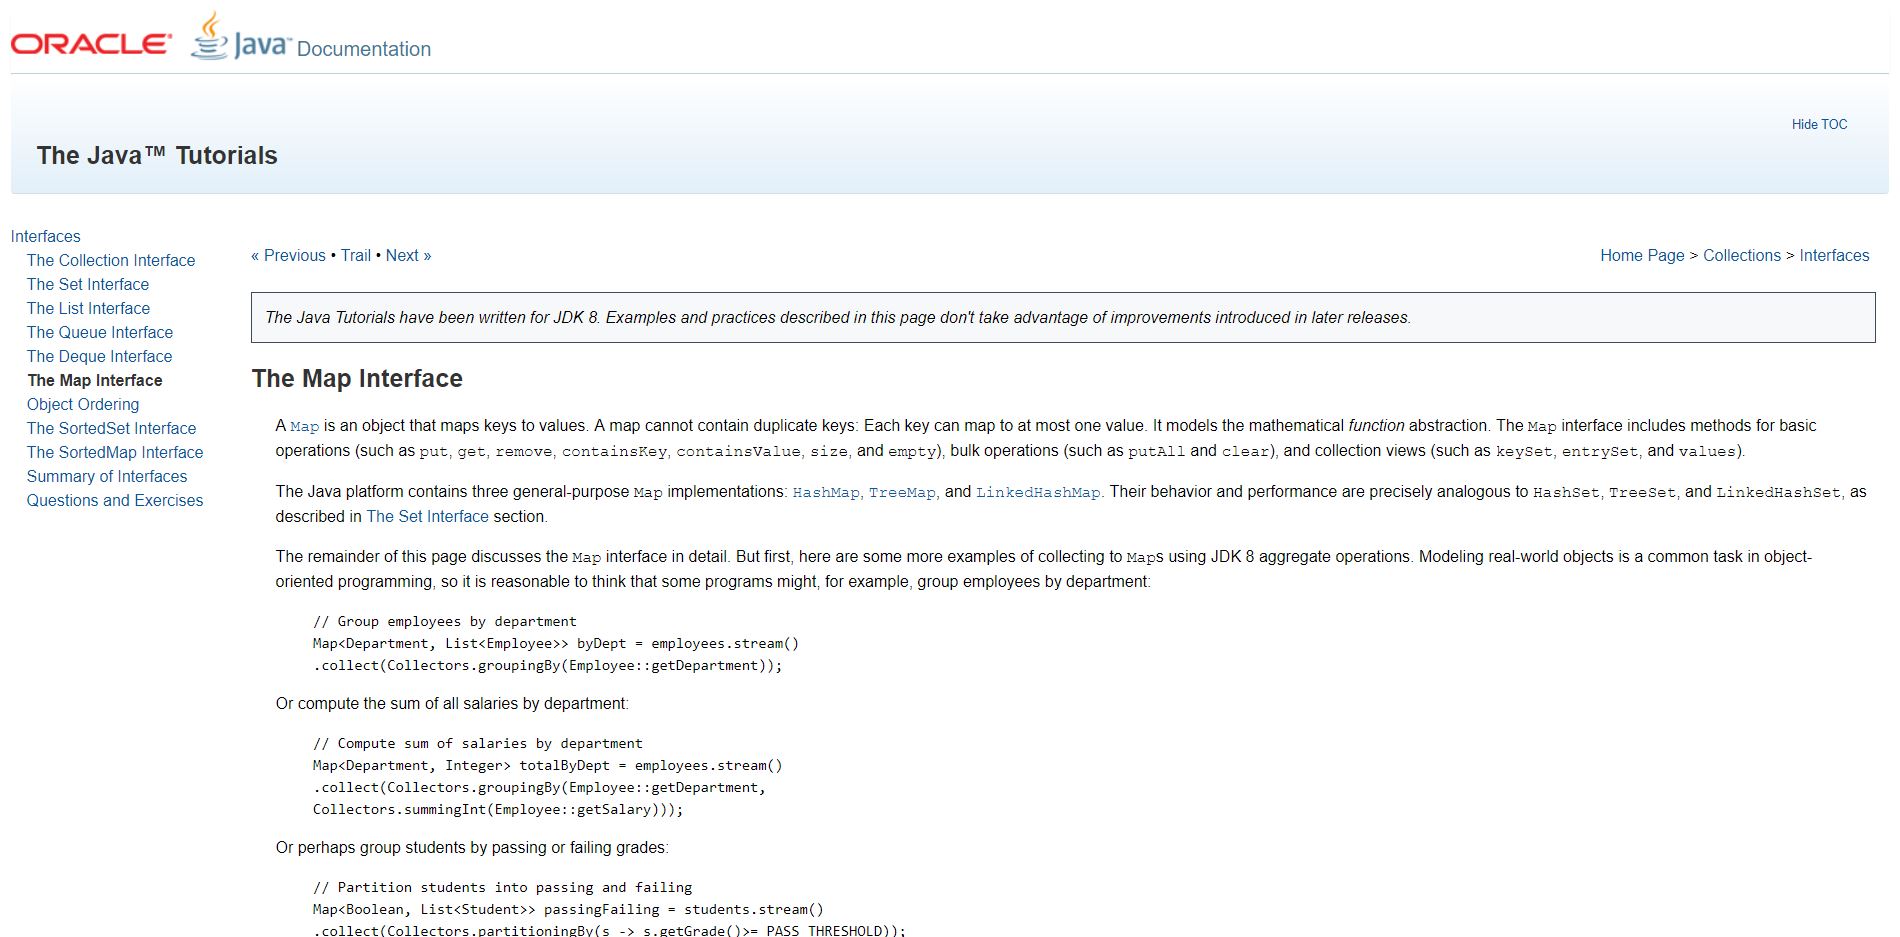 ORACLE® Java™ Documentation
Hide TOC
The Java™ Tutorials
Interfaces
The Collection Interface
The Set Interface
The List Interface
The Queue Interface
The Deque Interface
The Map Interface
Object Ordering
The SortedSet Interface
The SortedMap Interface
Summary of Interfaces
Questions and Exercises
« Previous • Trail • Next »
Home Page > Collections > Interfaces
The Java Tutorials have been written for JDK 8. Examples and practices described in this page don't take advantage of improvements introduced in later releases.
The Map Interface
A Map is an object that maps keys to values. A map cannot contain duplicate keys: Each key can map to at most one value. It models the mathematical function abstraction. The Map interface includes methods for basic
operations (such as put, get, remove, containsKey, containsValue, size, and empty), bulk operations (such as putAll and clear), and collection views (such as keySet, entrySet, and values).
The Java platform contains three general-purpose Map implementations: HashMap, TreeMap, and LinkedHashMap. Their behavior and performance are precisely analogous to HashSet, TreeSet, and LinkedHashSet, as
described in The Set Interface section.
The remainder of this page discusses the Map interface in detail. But first, here are some more examples of collecting to Maps using JDK 8 aggregate operations. Modeling real-world objects is a common task in object-
oriented programming, so it is reasonable to think that some programs might, for example, group employees by department:
// Group employees by department
Map<Department, List<Employee>> byDept = employees.stream()
.collect(Collectors.groupingBy(Employee::getDepartment));
Or compute the sum of all salaries by department:
// Compute sum of salaries by department
Map<Department, Integer> totalByDept = employees.stream()
.collect(Collectors.groupingBy(Employee::getDepartment,
Collectors.summingInt(Employee::getSalary)));
Or perhaps group students by passing or failing grades:
// Partition students into passing and failing
Map<Boolean, List<Student>> passingFailing = students.stream()
.collect(Collectors.partitioningBy(s -> s.getGrade()>= PASS_THRESHOLD));